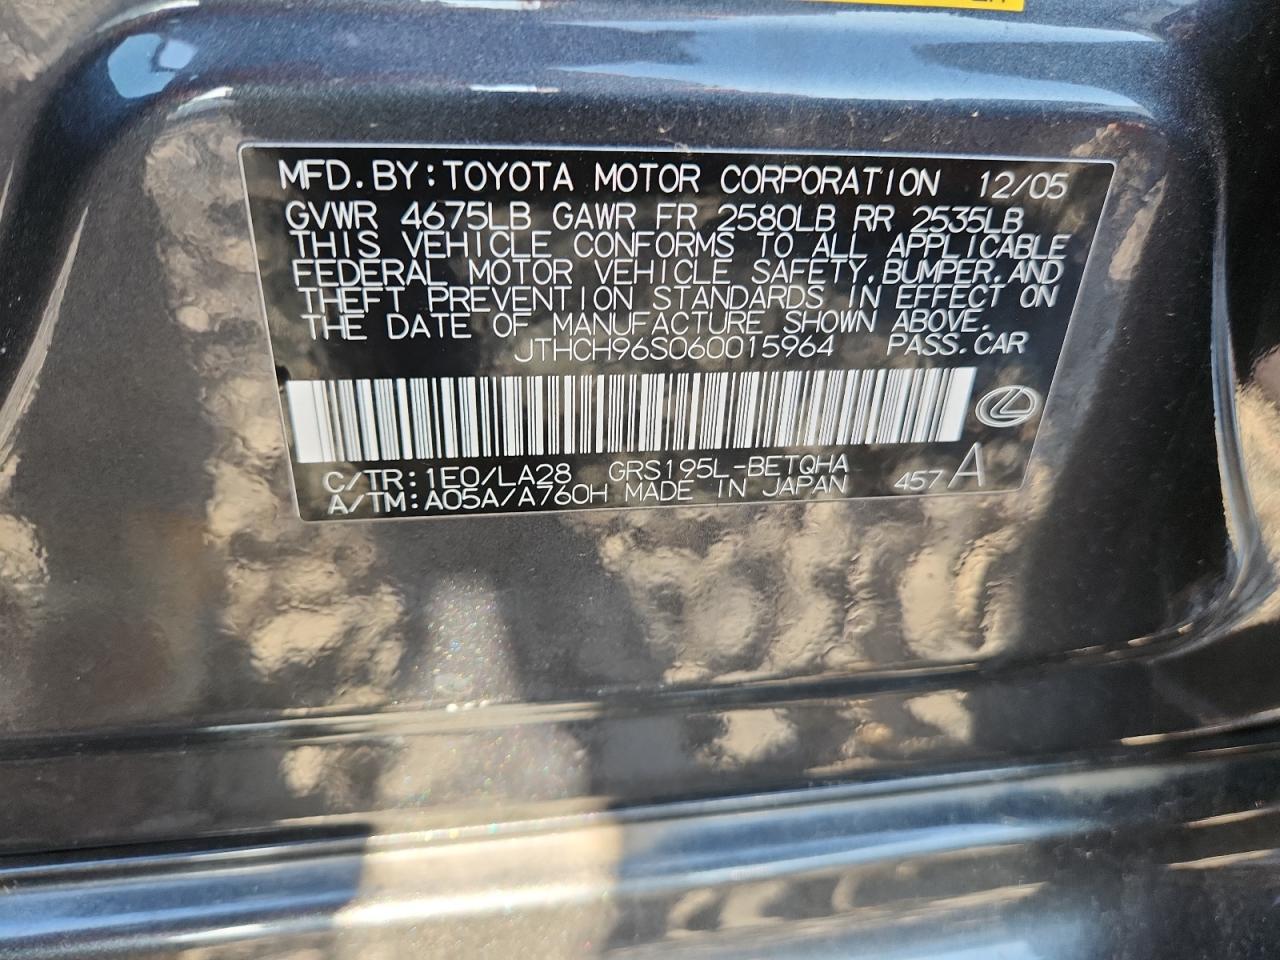 MFD. BY: TOYOTA MOTOR CORPORATION 12/05
GVWR 4675LB GAWR FR 2580LB RR 2535LB
THIS VEHICLE CONFORMS TO ALL APPLICABLE
FEDERAL MOTOR VEHICLE SAFETY, BUMPER, AND
THEFT PREVENTION STANDARDS IN EFFECT ON
THE DATE OF MANUFACTURE SHOWN ABOVE.
JTHCH96S060015964 PASS. CAR
C/TR: 1E0/LA28 GRS195L-BETQHA 457 A
A/TM: A05A/A760H MADE IN JAPAN